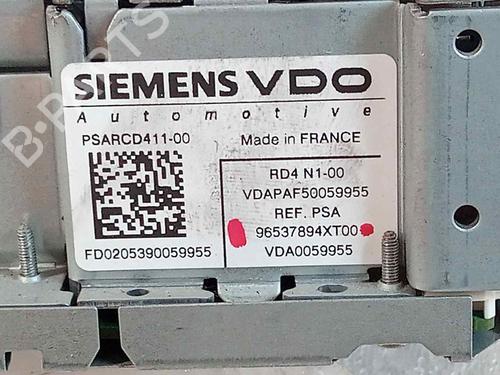 B-PARTS
SIEMENS VDO
Automotive
PSARCD411-00
Made in FRANCE
RD4 N1-00
VDAPAF50059955
REF. PSA
96537894XT00
VDA0059955
FD0205390059955